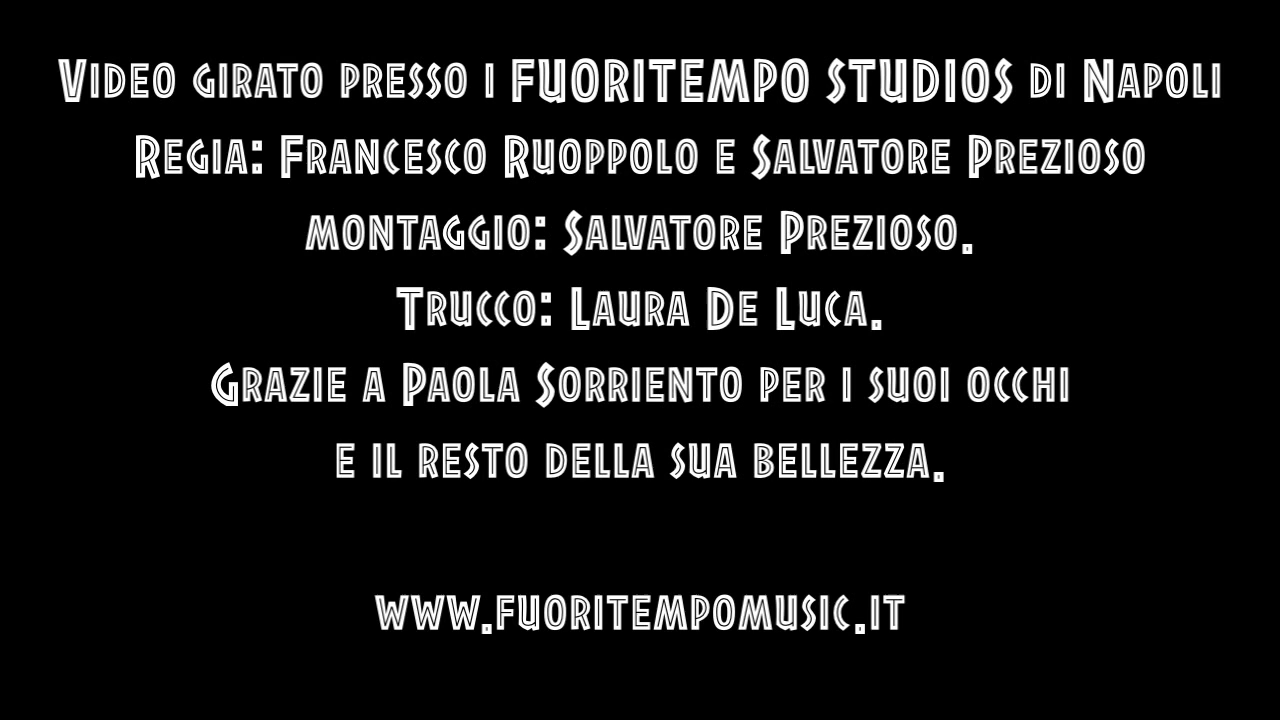 Video girato presso i FUORITEMPO STUDIOS di Napoli
Regia: Francesco Ruoppolo e Salvatore Prezioso
montaggio: Salvatore Prezioso.
Trucco: Laura De Luca.
Grazie a Paola Sorriento per i suoi occhi
e il resto della sua bellezza.
www.fuoritempomusic.it